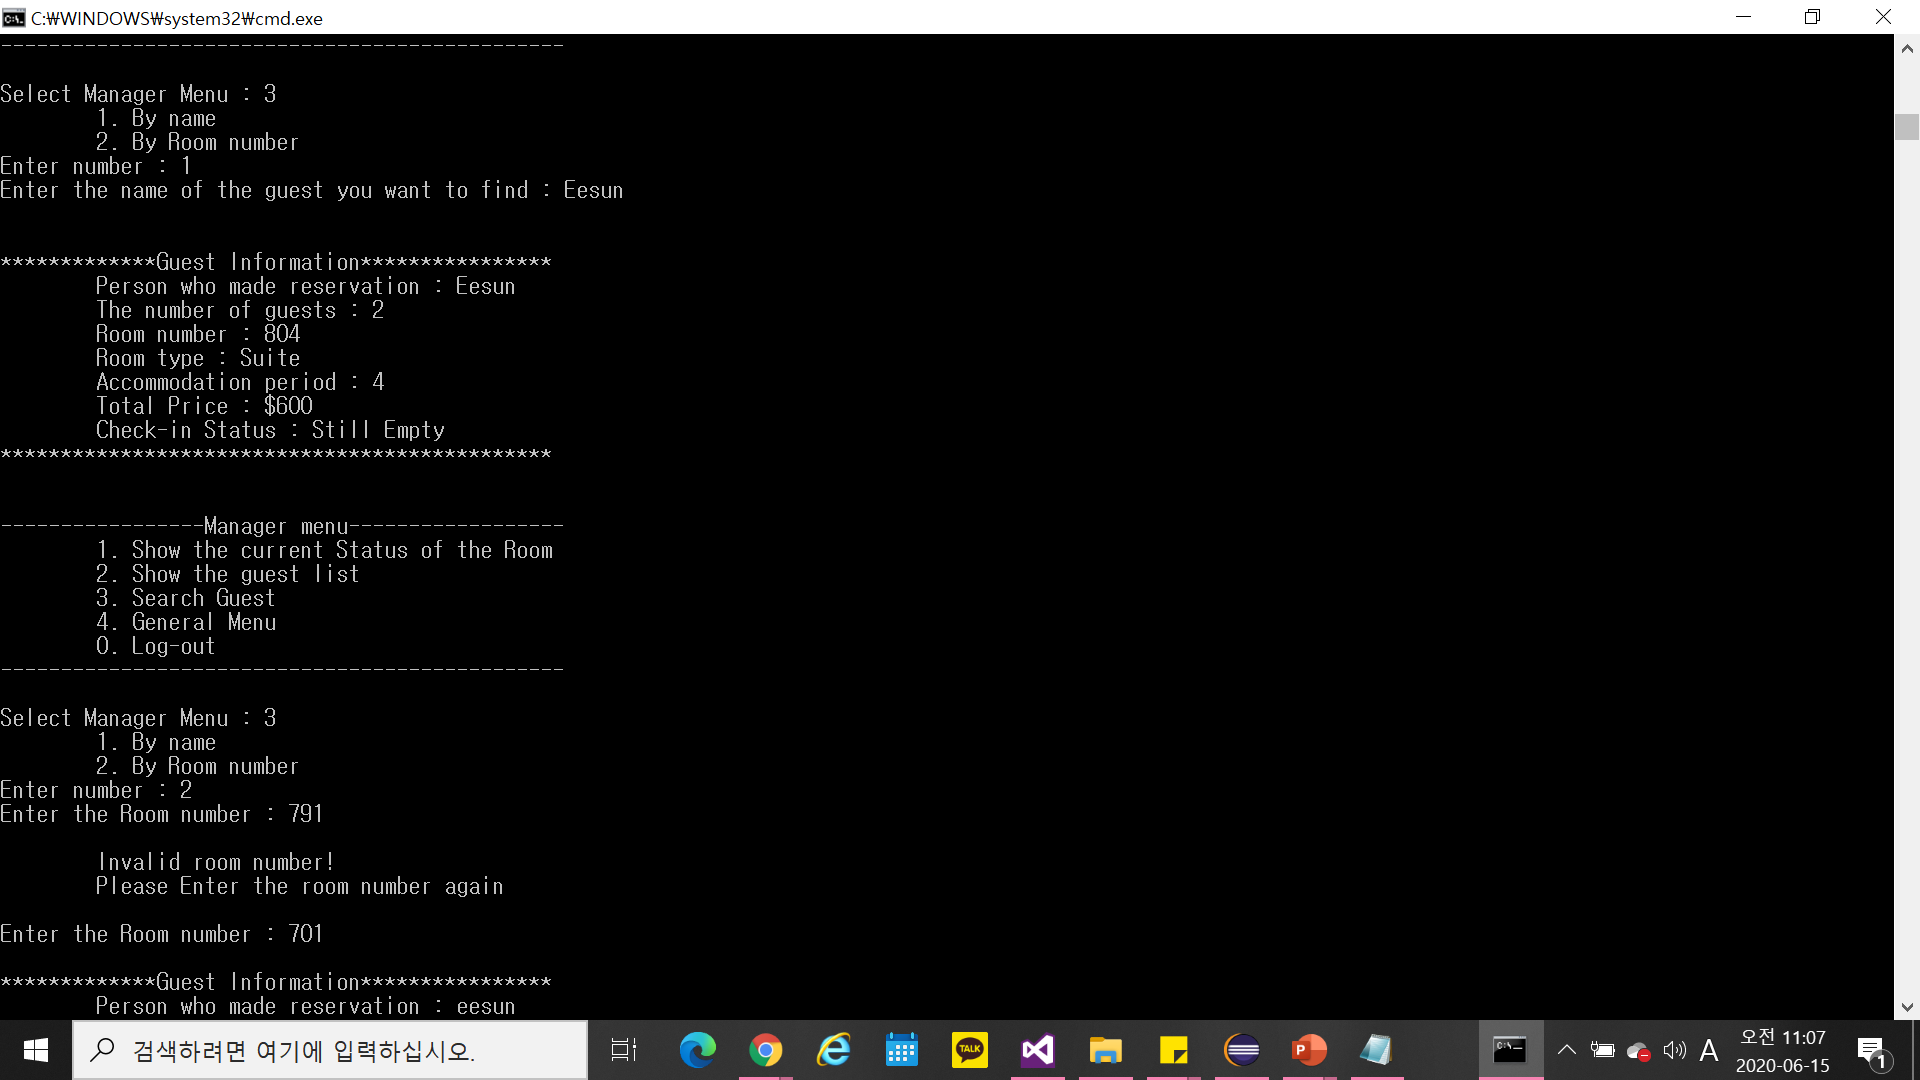 C:₩WINDOWS₩system32₩cmd.exe
-----------------------------------------------
Select Manager Menu : 3
1. By name
2. By Room number
Enter number : 1
Enter the name of the guest you want to find : Eesun
*************Guest Information****************
Person who made reservation : Eesun
The number of guests : 2
Room number : 804
Room type : Suite
Accommodation period : 4
Total Price : $600
Check-in Status : Still Empty
**********************************************
-----------------Manager menu------------------
1. Show the current Status of the Room
2. Show the guest list
3. Search Guest
4. General Menu
0. Log-out
-----------------------------------------------
Select Manager Menu : 3
1. By name
2. By Room number
Enter number : 2
Enter the Room number : 791
Invalid room number!
Please Enter the room number again
Enter the Room number : 701
*************Guest Information****************
Person who made reservation : eesun
검색하려면 여기에 입력하십시오.
TALK
A
오전 11:07
2020-06-15
1